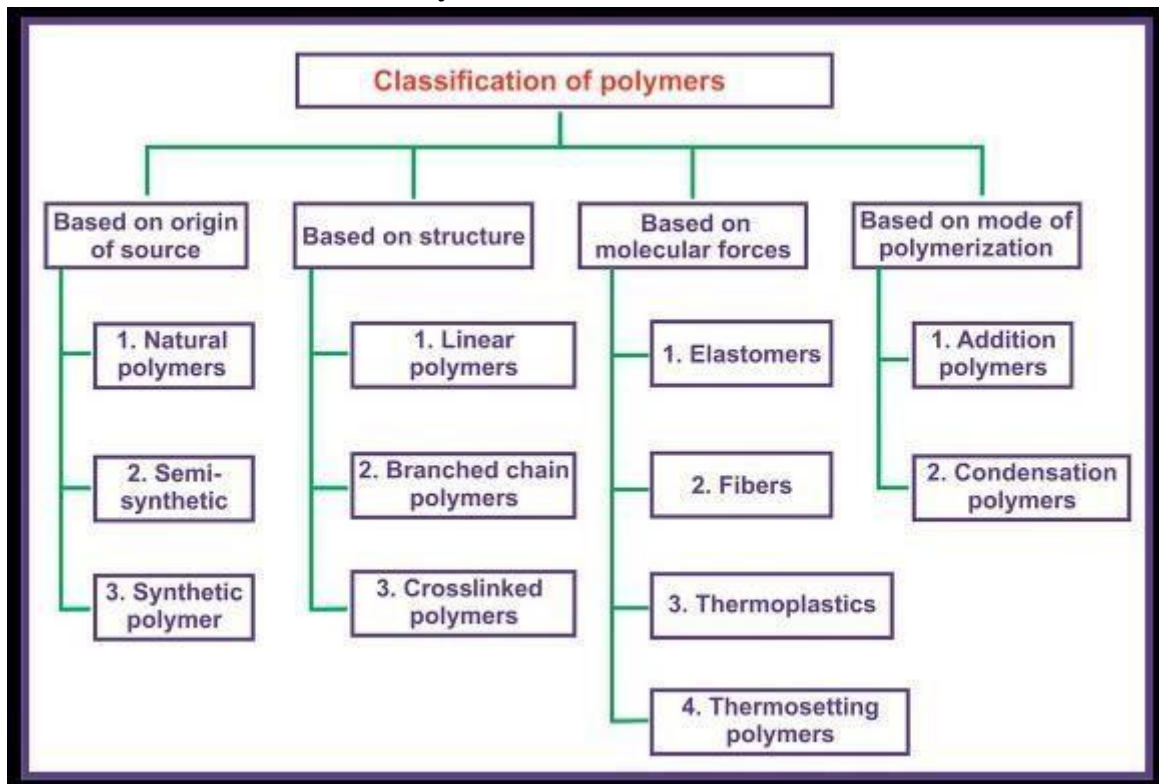 Classification of polymers
Based on origin
of source
Based on structure
Based on
molecular forces
Based on mode of
polymerization
1. Natural
polymers
2. Semi-
synthetic
3. Synthetic
polymer
1. Linear
polymers
2. Branched chain
polymers
3. Crosslinked
polymers
1. Elastomers
2. Fibers
3. Thermoplastics
4. Thermosetting
polymers
1. Addition
polymers
2. Condensation
polymers